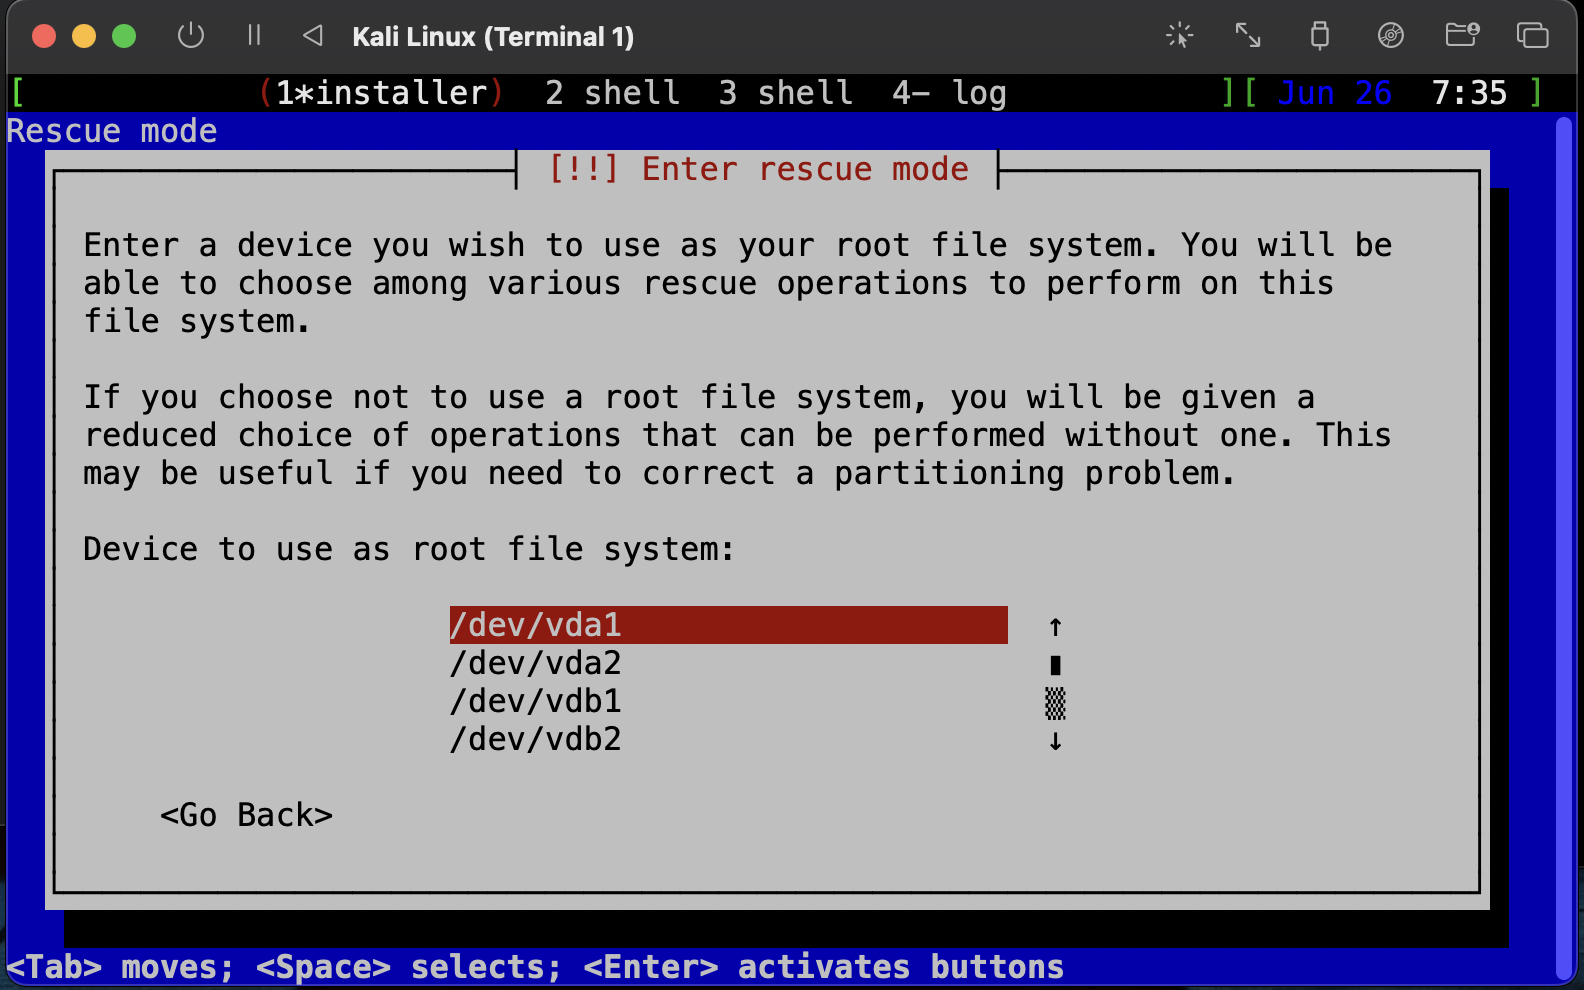 Kali Linux (Terminal 1)
[ (1*installer) 2 shell 3 shell 4- log ][ Jun 26 7:35 ]
Rescue mode
[!!] Enter rescue mode
Enter a device you wish to use as your root file system. You will be
able to choose among various rescue operations to perform on this
file system.
If you choose not to use a root file system, you will be given a
reduced choice of operations that can be performed without one. This
may be useful if you need to correct a partitioning problem.
Device to use as root file system:
/dev/vda1 ↑
/dev/vda2
/dev/vdb1
/dev/vdb2 ↓
<Go Back>
<Tab> moves; <Space> selects; <Enter> activates buttons